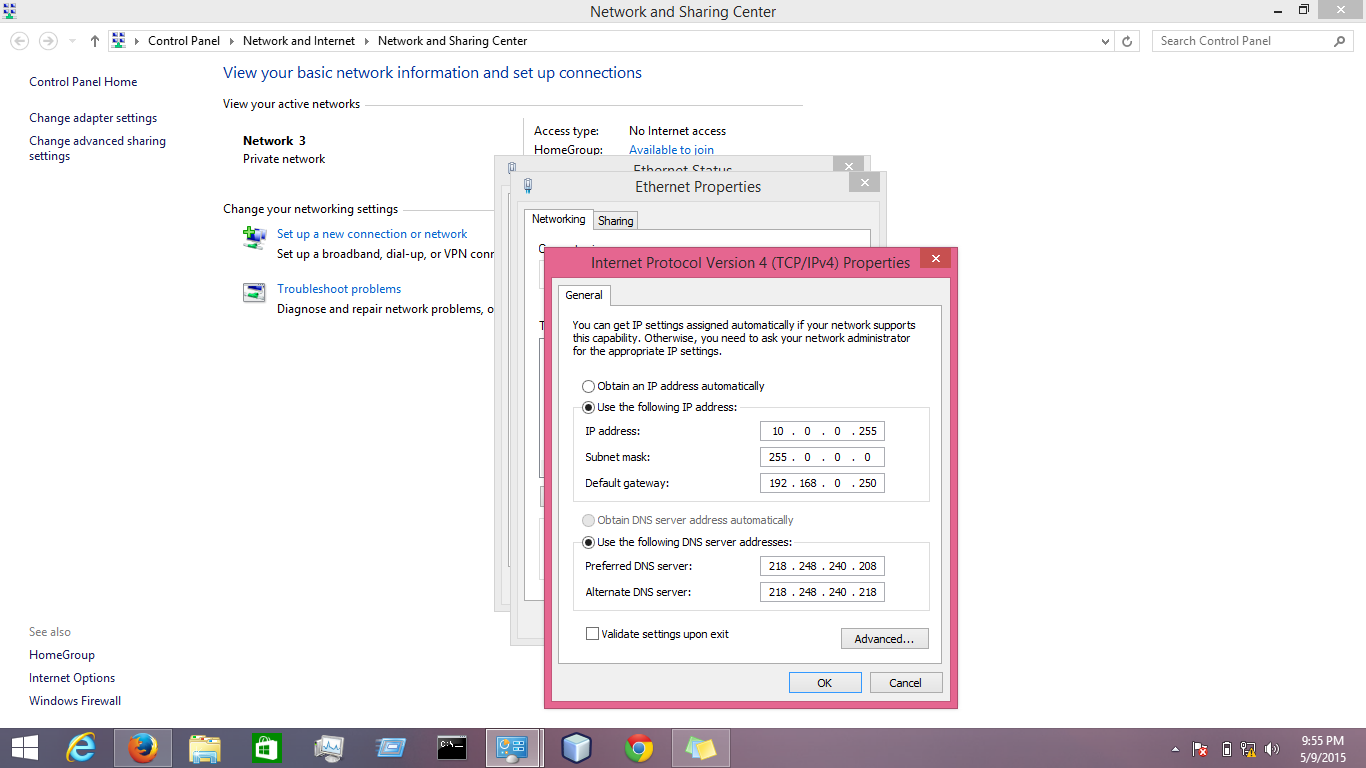 Network and Sharing Center
Control Panel Network and Internet Network and Sharing Center
Search Control Panel
Control Panel Home
Change adapter settings
Change advanced sharing
settings
View your basic network information and set up connections
View your active networks
Network 3
Private network
Access type: No Internet access
HomeGroup: Available to join
Change your networking settings
Set up a new connection or network
Set up a broadband, dial-up, or VPN conn
Troubleshoot problems
Diagnose and repair network problems, o
Ethernet Status
Ethernet Properties
Networking Sharing
Internet Protocol Version 4 (TCP/IPv4) Properties
General
You can get IP settings assigned automatically if your network supports
this capability. Otherwise, you need to ask your network administrator
for the appropriate IP settings.
Obtain an IP address automatically
Use the following IP address:
IP address: 10 . 0 . 0 . 255
Subnet mask: 255 . 0 . 0 . 0
Default gateway: 192 . 168 . 0 . 250
Obtain DNS server address automatically
Use the following DNS server addresses:
Preferred DNS server: 218 . 248 . 240 . 208
Alternate DNS server: 218 . 248 . 240 . 218
Validate settings upon exit
Advanced...
OK Cancel
See also
HomeGroup
Internet Options
Windows Firewall
C:\
9:55 PM
5/9/2015